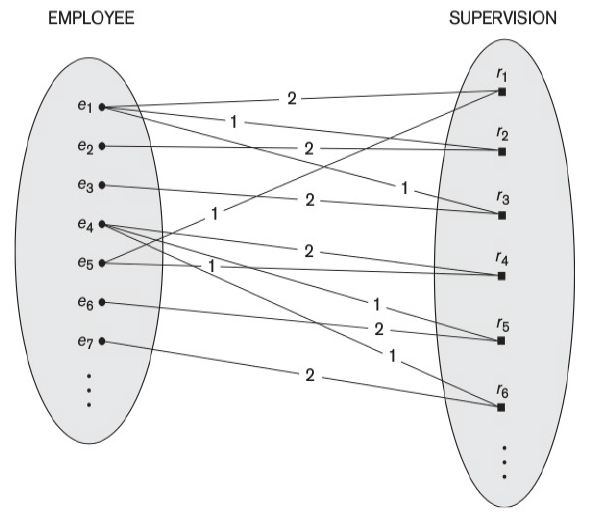 EMPLOYEE
SUPERVISION
e1
e2
e3
e4
e5
e6
e7
2
1
2
1
2
1
2
1
1
2
1
2
r1
r2
r3
r4
r5
r6